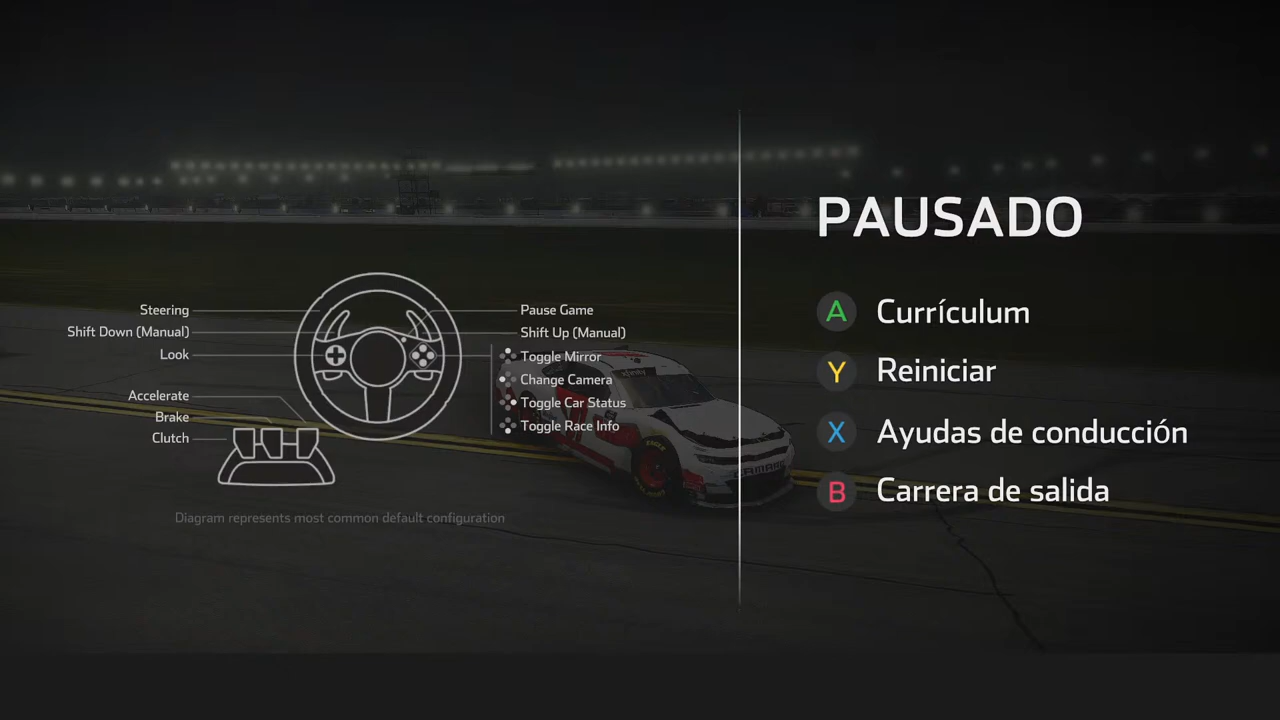 PAUSADO
A Currículum
Y Reiniciar
X Ayudas de conducción
B Carrera de salida
Steering
Shift Down (Manual)
Look
Accelerate
Brake
Clutch
Pause Game
Shift Up (Manual)
Toggle Mirror
Change Camera
Toggle Car Status
Toggle Race Info
Diagram represents most common default configuration
xfinity
CAMARO